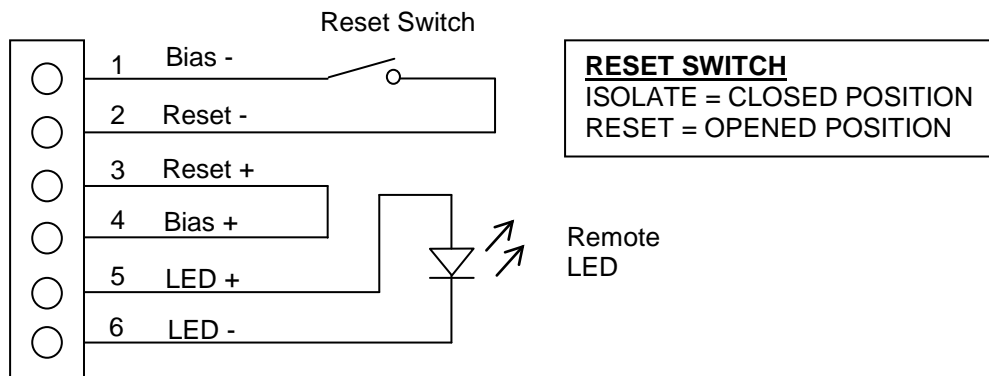 Reset Switch
1 Bias -
2 Reset -
3 Reset +
4 Bias +
5 LED +
6 LED -
RESET SWITCH
ISOLATE = CLOSED POSITION
RESET = OPENED POSITION
Remote
LED